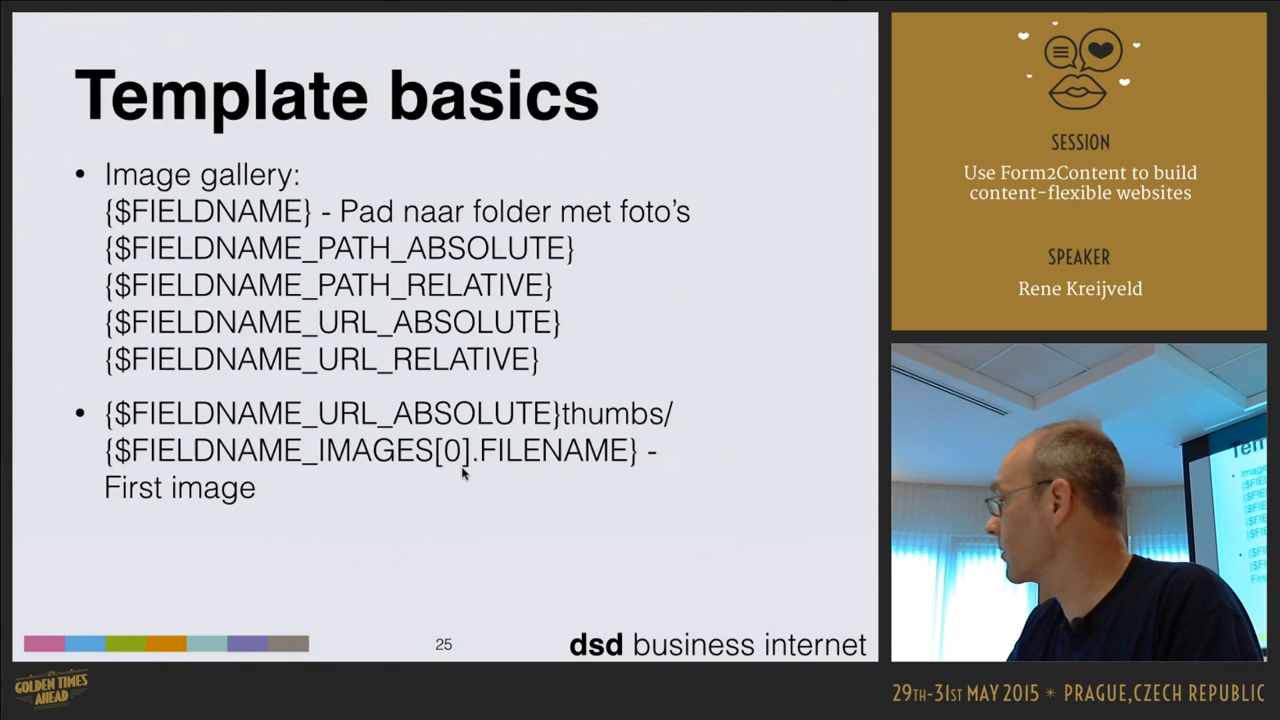 Template basics
• Image gallery:
{$FIELDNAME} - Pad naar folder met foto’s
{$FIELDNAME_PATH_ABSOLUTE}
{$FIELDNAME_PATH_RELATIVE}
{$FIELDNAME_URL_ABSOLUTE}
{$FIELDNAME_URL_RELATIVE}
• {$FIELDNAME_URL_ABSOLUTE}thumbs/
{$FIELDNAME_IMAGES[0].FILENAME} -
First image
25
dsd business internet
SESSION
Use Form2Content to build
content-flexible websites
SPEAKER
Rene Kreijveld
GOLDEN TIMES
AHEAD
29TH-31ST MAY 2015 * PRAGUE,CZECH REPUBLIC